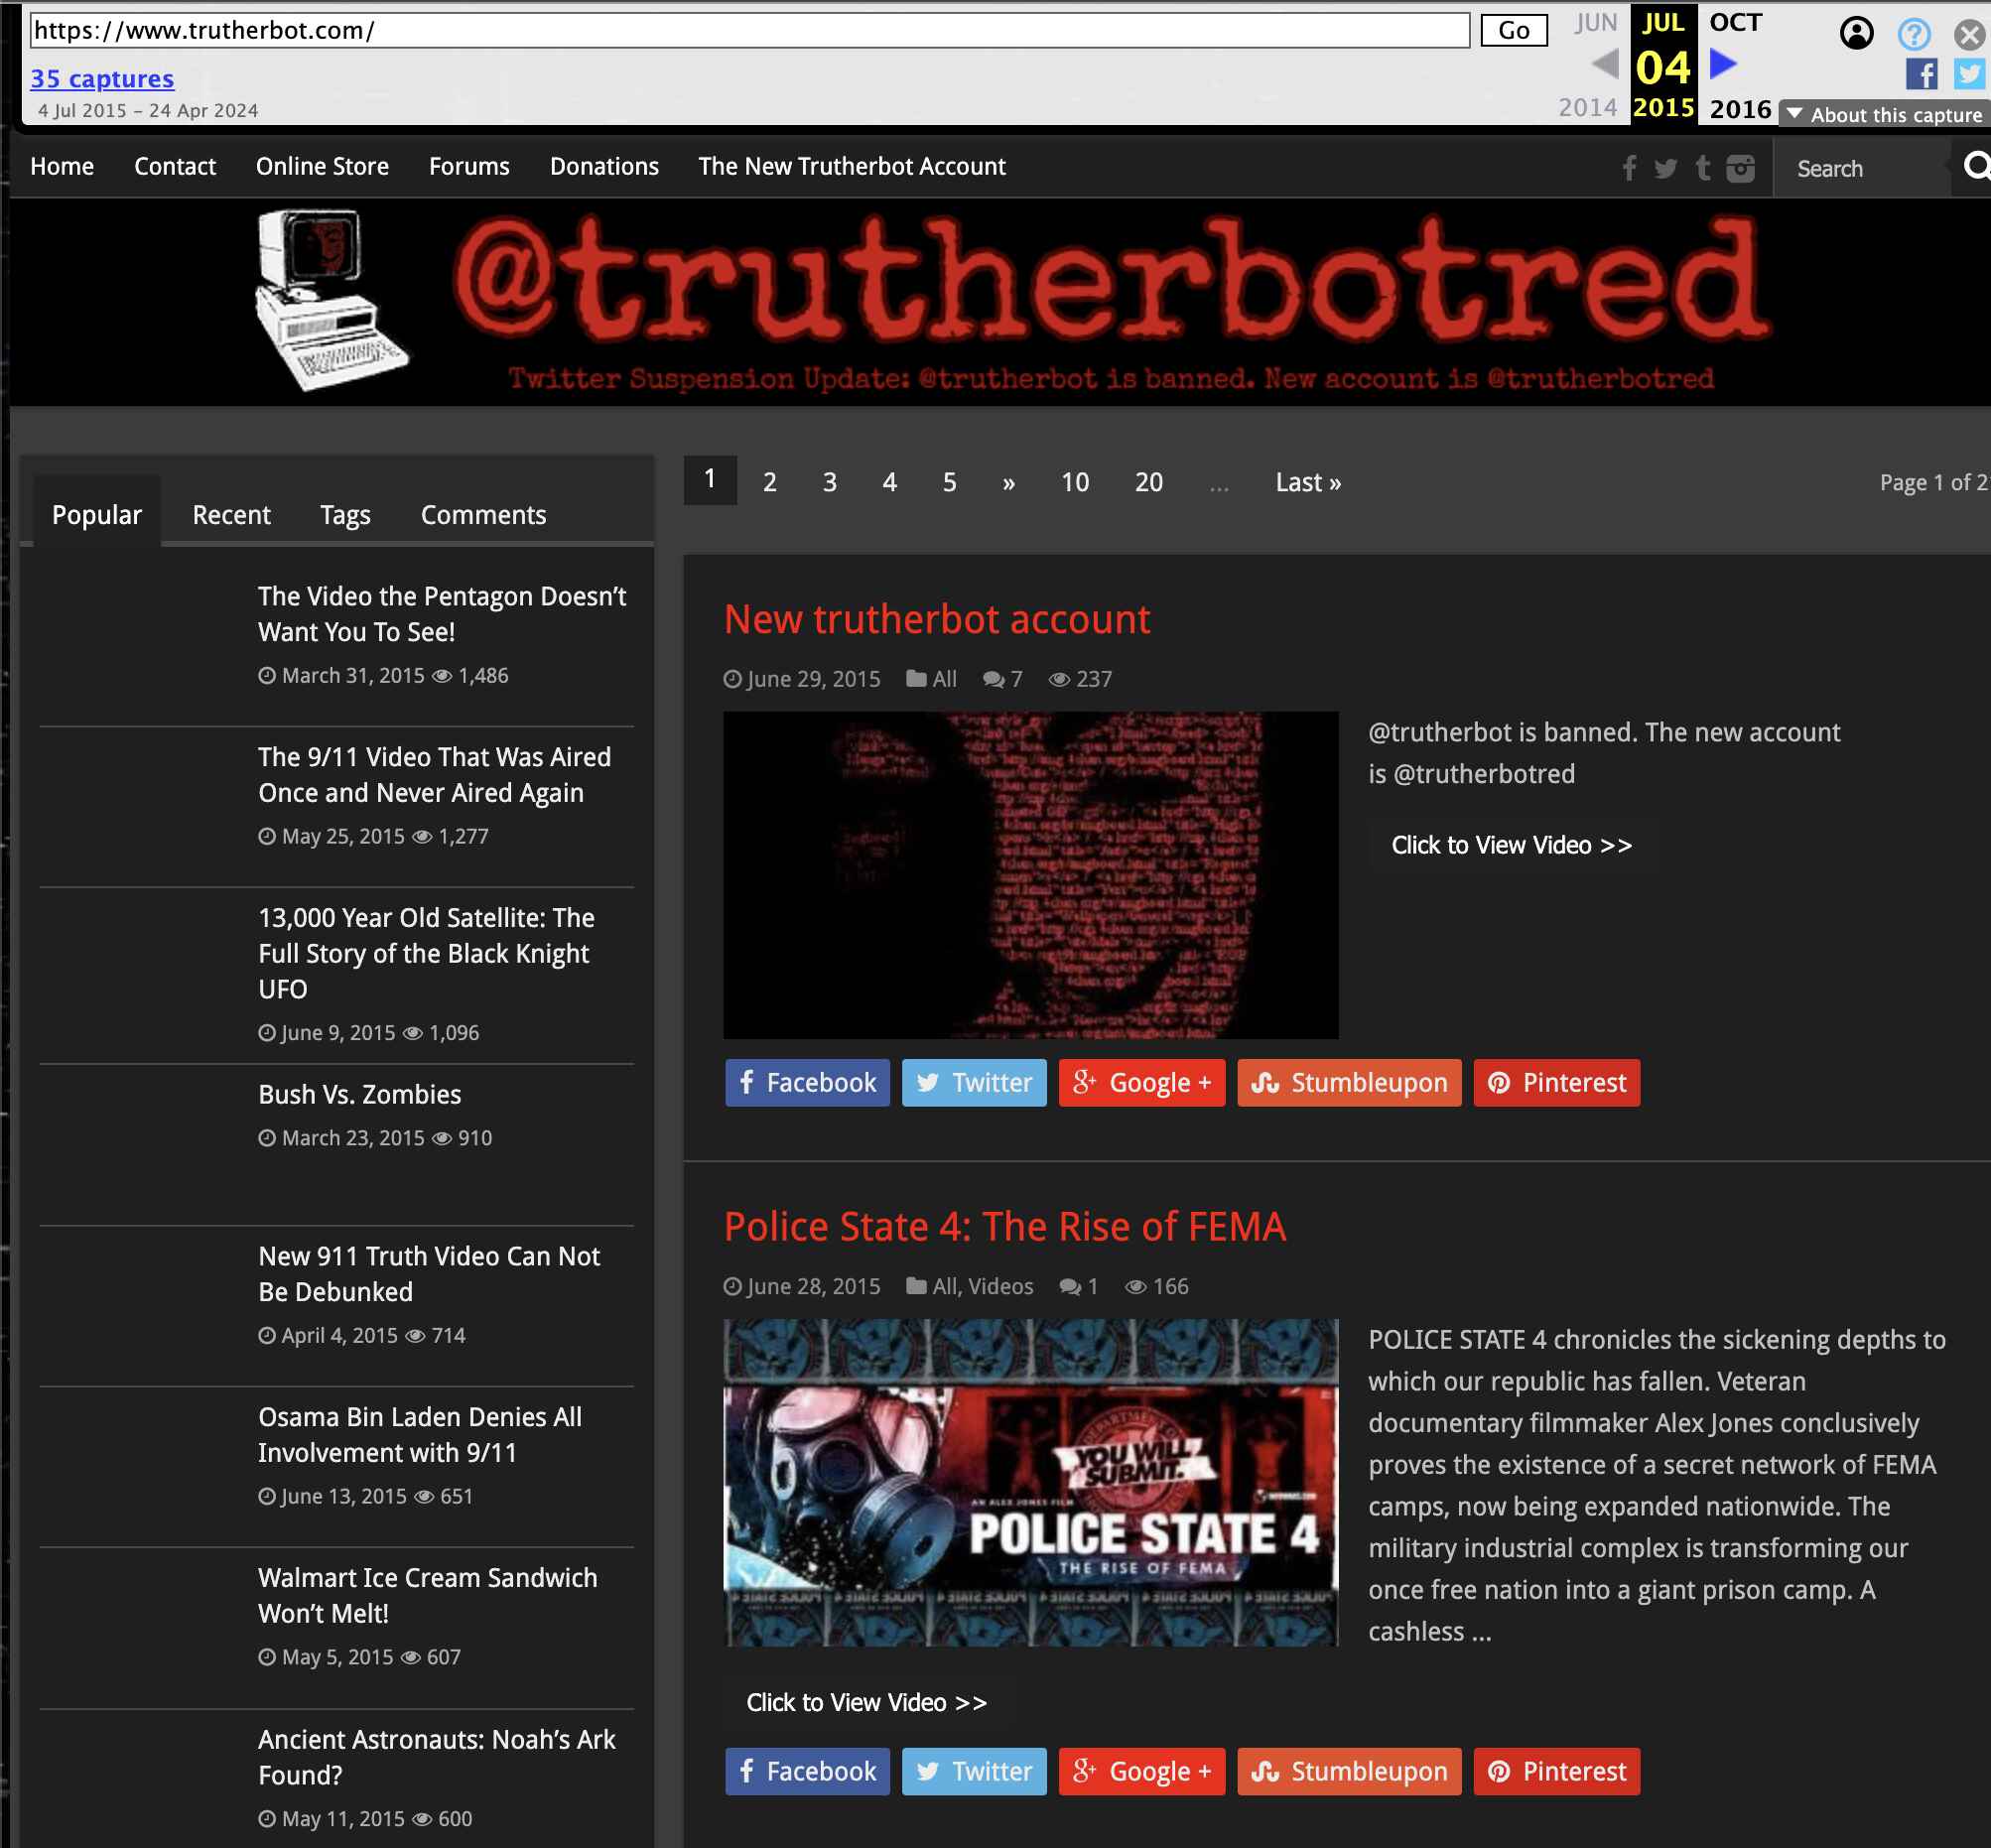 https://www.trutherbot.com/
Go
JUN
JUL
OCT
35 captures
04
4 Jul 2015 – 24 Apr 2024
2014
2015
2016
About this capture
Home
Contact
Online Store
Forums
Donations
The New Trutherbot Account
Search
@trutherbotred
Twitter Suspension Update: @trutherbot is banned. New account is @trutherbotred
Popular
Recent
Tags
Comments
The Video the Pentagon Doesn’t
Want You To See!
March 31, 2015 1,486
The 9/11 Video That Was Aired
Once and Never Aired Again
May 25, 2015 1,277
13,000 Year Old Satellite: The
Full Story of the Black Knight
UFO
June 9, 2015 1,096
Bush Vs. Zombies
March 23, 2015 910
New 911 Truth Video Can Not
Be Debunked
April 4, 2015 714
Osama Bin Laden Denies All
Involvement with 9/11
June 13, 2015 651
Walmart Ice Cream Sandwich
Won’t Melt!
May 5, 2015 607
Ancient Astronauts: Noah’s Ark
Found?
May 11, 2015 600
1 2 3 4 5 » 10 20 ... Last »
Page 1 of 2
New trutherbot account
June 29, 2015 All 7 237
@trutherbot is banned. The new account
is @trutherbotred
Click to View Video >>
Facebook Twitter Google + Stumbleupon Pinterest
Police State 4: The Rise of FEMA
June 28, 2015 All, Videos 1 166
YOU WILL
SUBMIT.
AN ALEX JONES FILM
POLICE STATE 4
THE RISE OF FEMA
POLICE STATE 4 chronicles the sickening depths to
which our republic has fallen. Veteran
documentary filmmaker Alex Jones conclusively
proves the existence of a secret network of FEMA
camps, now being expanded nationwide. The
military industrial complex is transforming our
once free nation into a giant prison camp. A
cashless ...
Click to View Video >>
Facebook Twitter Google + Stumbleupon Pinterest